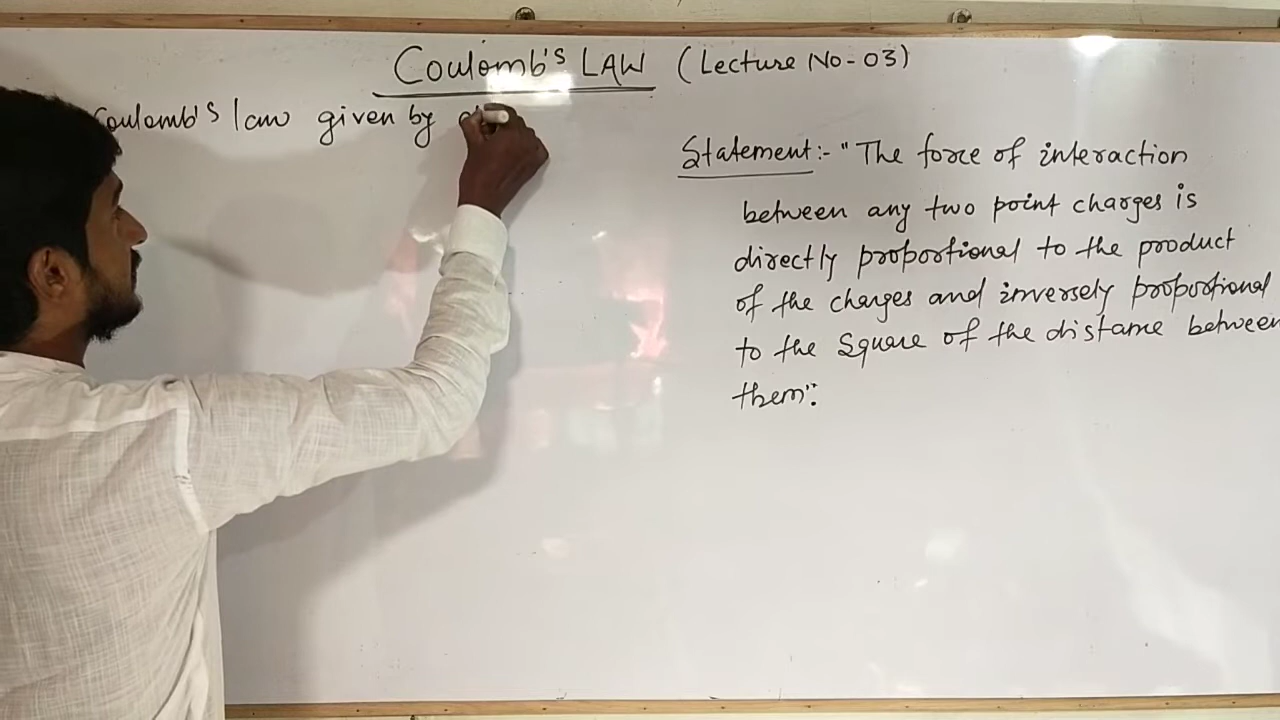 Coulomb's LAW (Lecture No-03)
Coulomb's law given by
Statement:- "The force of interaction
between any two point charges is
directly proportional to the product
of the charges and inversely proportional
to the Square of the distance between
them".